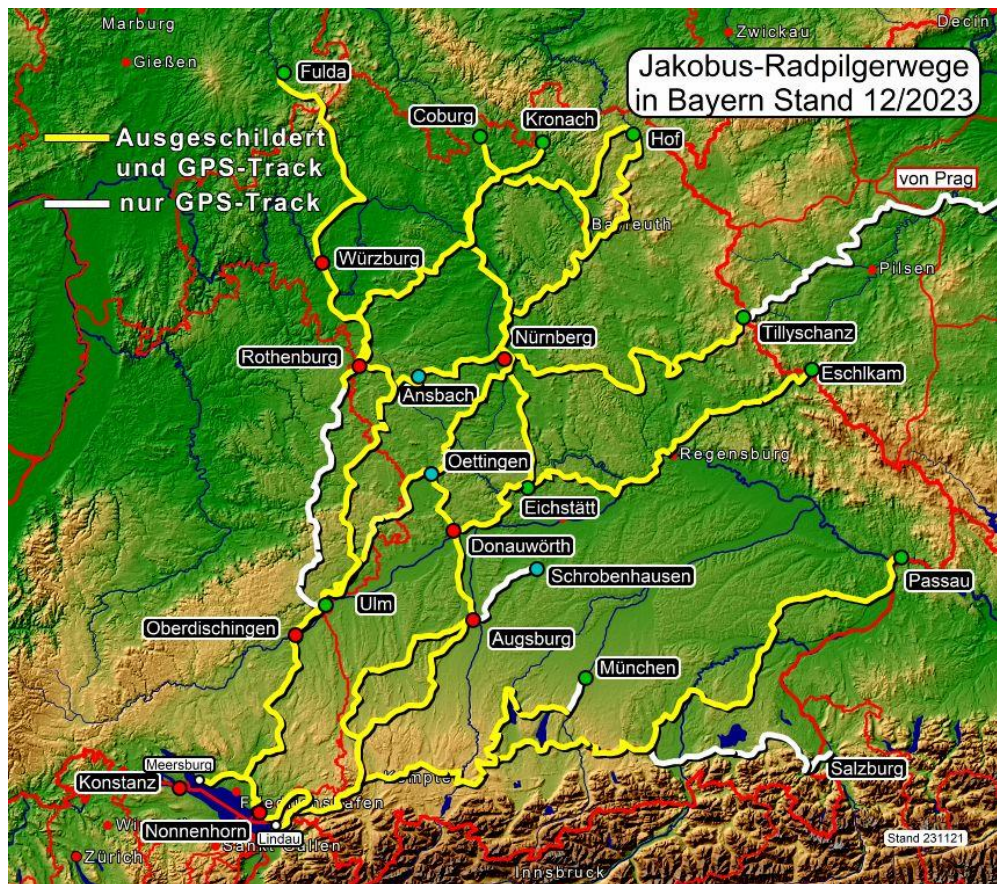 Marburg
Zwickau
Decin
Gießen
Fulda
Jakobus-Radpilgerwege
in Bayern Stand 12/2023
Coburg
Kronach
Hof
Ausgeschildert
und GPS-Track
nur GPS-Track
von Prag
Würzburg
Pilsen
Tillyschanz
Nürnberg
Rothenburg
Eschlkam
Ansbach
Oettingen
Regensburg
Eichstätt
Donauwörth
Schrobenhausen
Passau
Ulm
Oberdischingen
Augsburg
München
Meersburg
Konstanz
Salzburg
Nonnenhorn
Lindau
Stand 231121
Zürich
Innsbruck